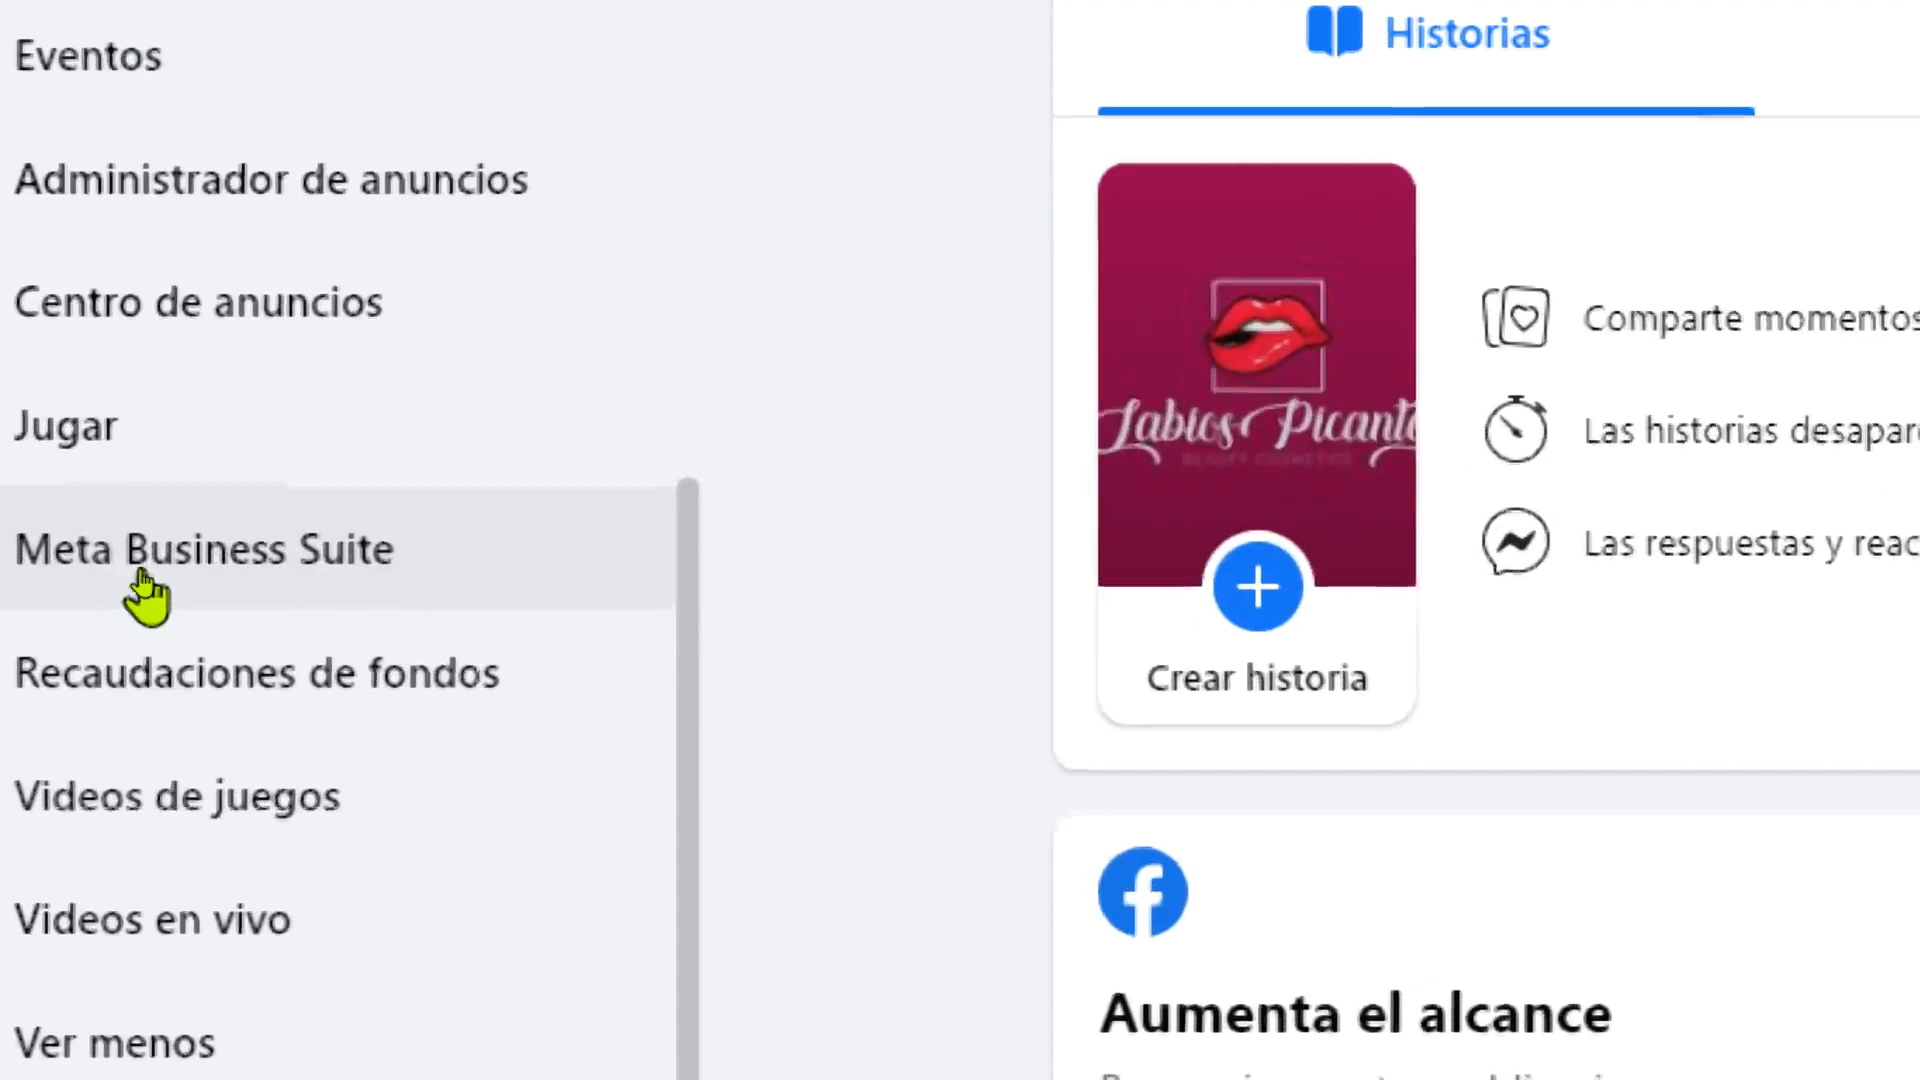 Eventos
Administrador de anuncios
Centro de anuncios
Jugar
Meta Business Suite
Recaudaciones de fondos
Videos de juegos
Videos en vivo
Ver menos
Historias
Labios Picant
BEAUTY COSMETICS
Crear historia
Comparte momentos
Las historias desapar
Las respuestas y reac
Aumenta el alcance